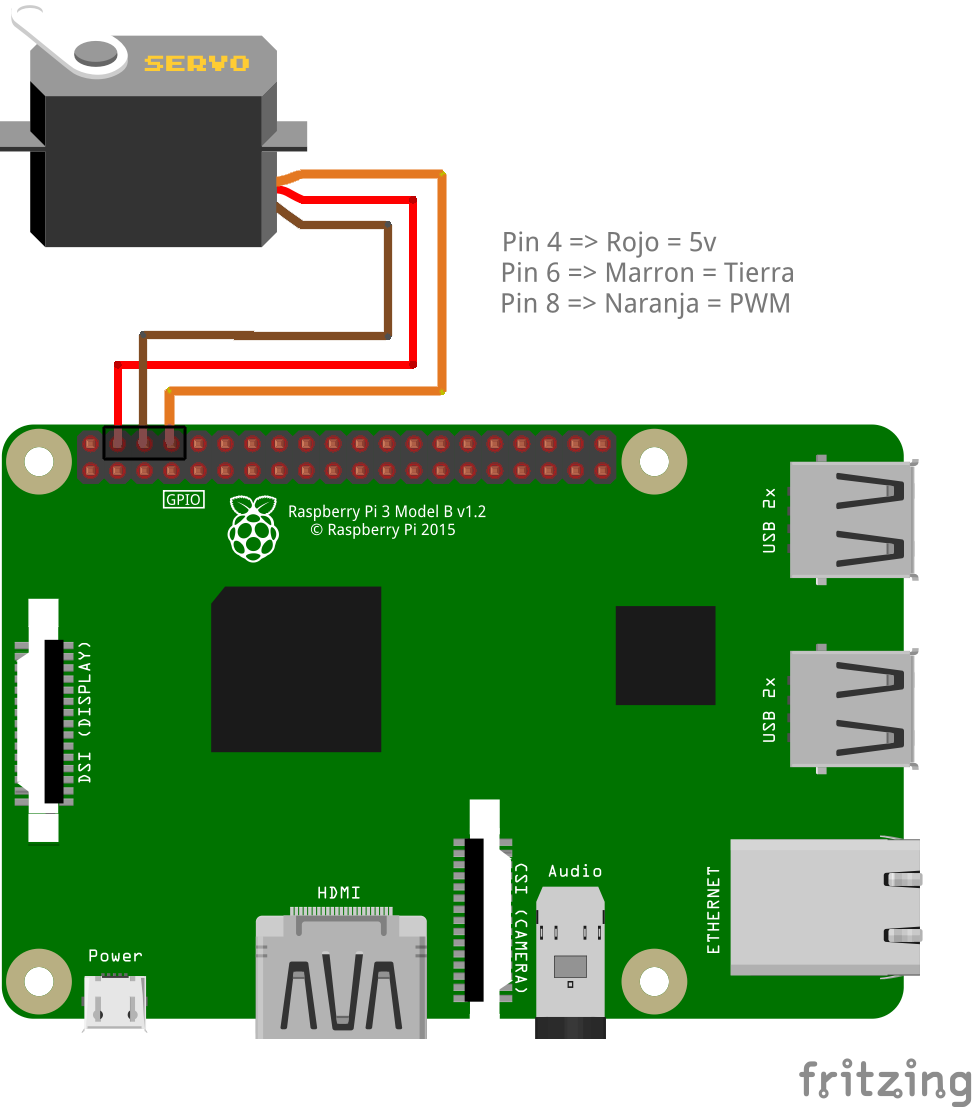 SERVO
Pin 4 => Rojo = 5v
Pin 6 => Marron = Tierra
Pin 8 => Naranja = PWM
GPIO
Raspberry Pi 3 Model B v1.2
© Raspberry Pi 2015
USB 2x
DSI (DISPLAY)
USB 2x
CSI (CAMERA)
Audio
ETHERNET
HDMI
Power
fritzing